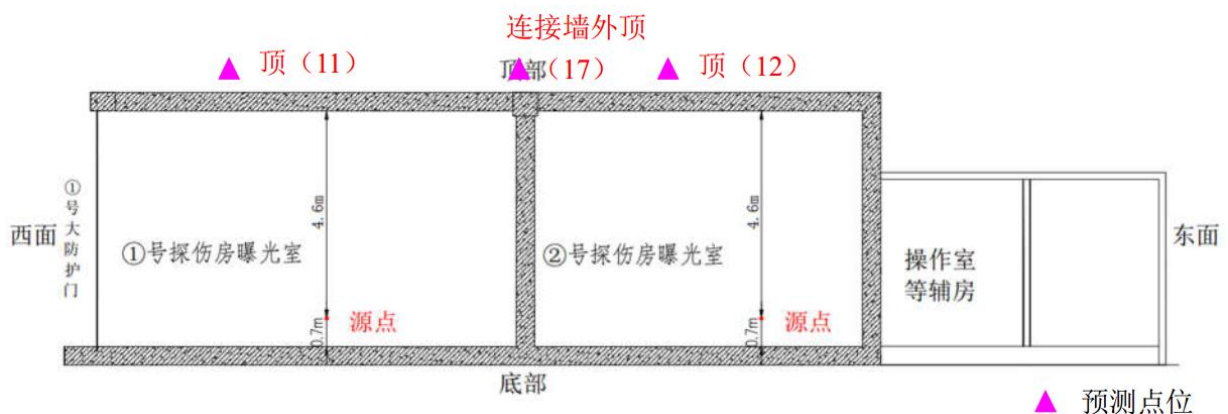 连接墙外顶
顶（11）
顶部
（17）
顶（12）
①号大防护门
西面
4.6m
4.6m
①号探伤房曝光室
②号探伤房曝光室
操作室
等辅房
东面
0.7m
源点
0.7m
源点
底部
预测点位